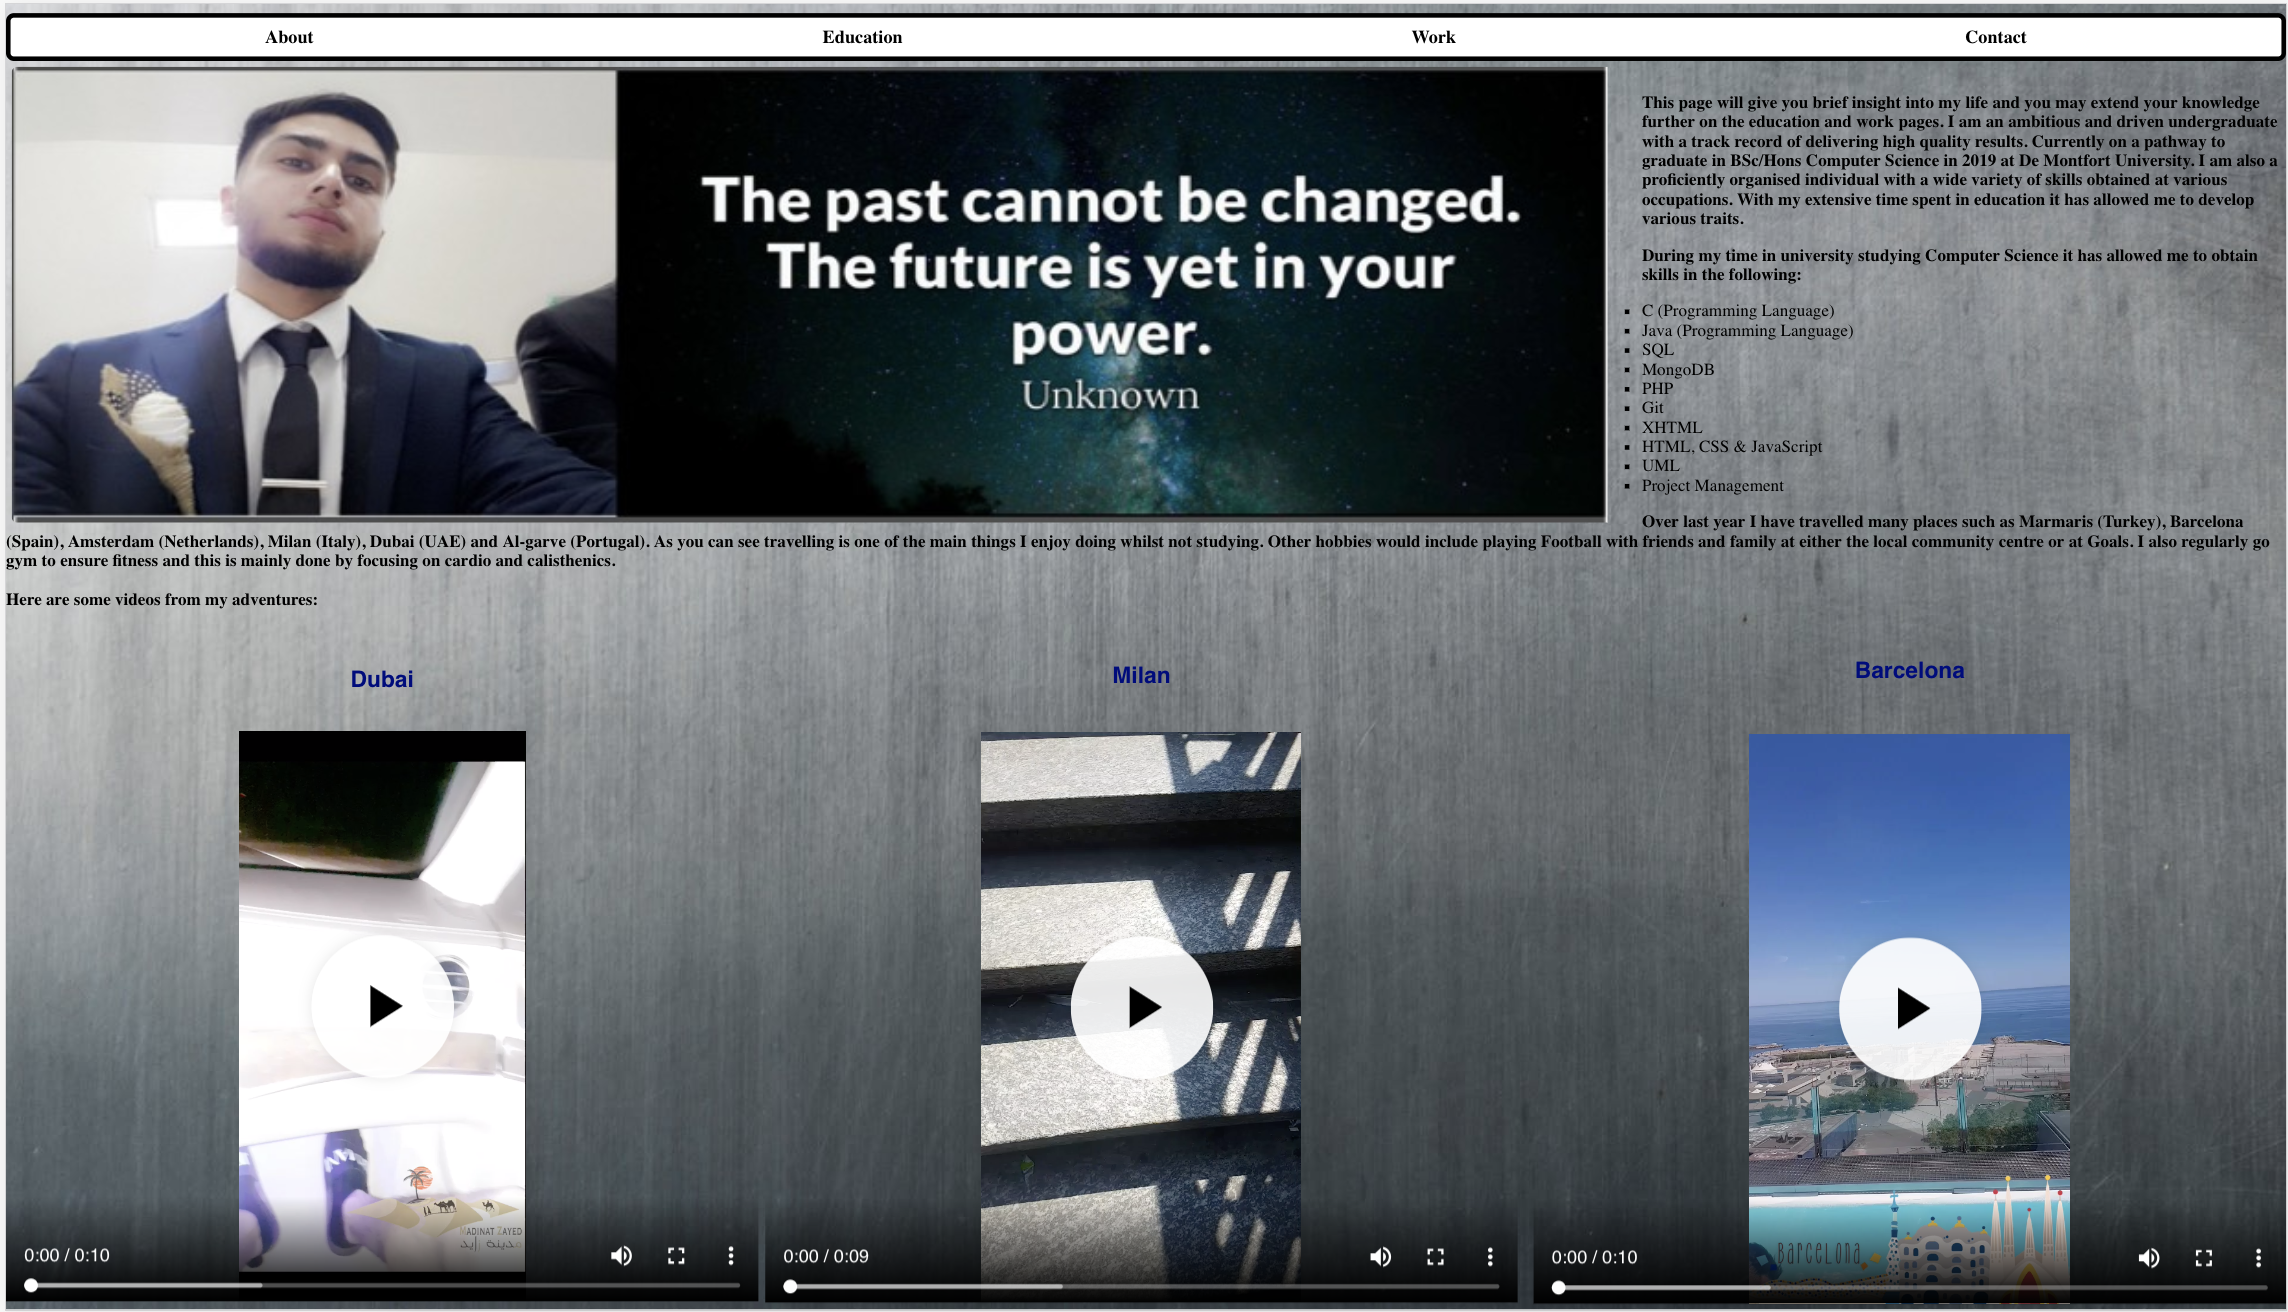 About Education Work Contact
The past cannot be changed.
The future is yet in your
power.
Unknown
This page will give you brief insight into my life and you may extend your knowledge
further on the education and work pages. I am an ambitious and driven undergraduate
with a track record of delivering high quality results. Currently on a pathway to
graduate in BSc/Hons Computer Science in 2019 at De Montfort University. I am also a
proficiently organised individual with a wide variety of skills obtained at various
occupations. With my extensive time spent in education it has allowed me to develop
various traits.
During my time in university studying Computer Science it has allowed me to obtain
skills in the following:
C (Programming Language)
Java (Programming Language)
SQL
MongoDB
PHP
Git
XHTML
HTML, CSS & JavaScript
UML
Project Management
Over last year I have travelled many places such as Marmaris (Turkey), Barcelona
(Spain), Amsterdam (Netherlands), Milan (Italy), Dubai (UAE) and Al-garve (Portugal). As you can see travelling is one of the main things I enjoy doing whilst not studying. Other hobbies would include playing Football with friends and family at either the local community centre or at Goals. I also regularly go
gym to ensure fitness and this is mainly done by focusing on cardio and calisthenics.
Here are some videos from my adventures:
Dubai
Milan
Barcelona
MADINAT ZAYED
مدينة زايد
BARCELONA
0:00 / 0:10
0:00 / 0:09
0:00 / 0:10